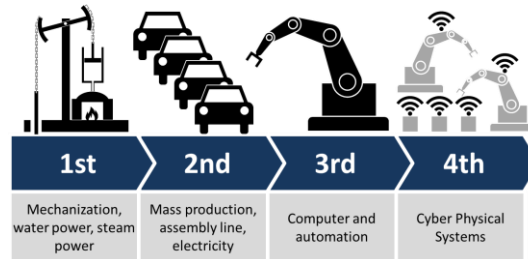 1st
2nd
3rd
4th
Mechanization,
water power, steam
power
Mass production,
assembly line,
electricity
Computer and
automation
Cyber Physical
Systems